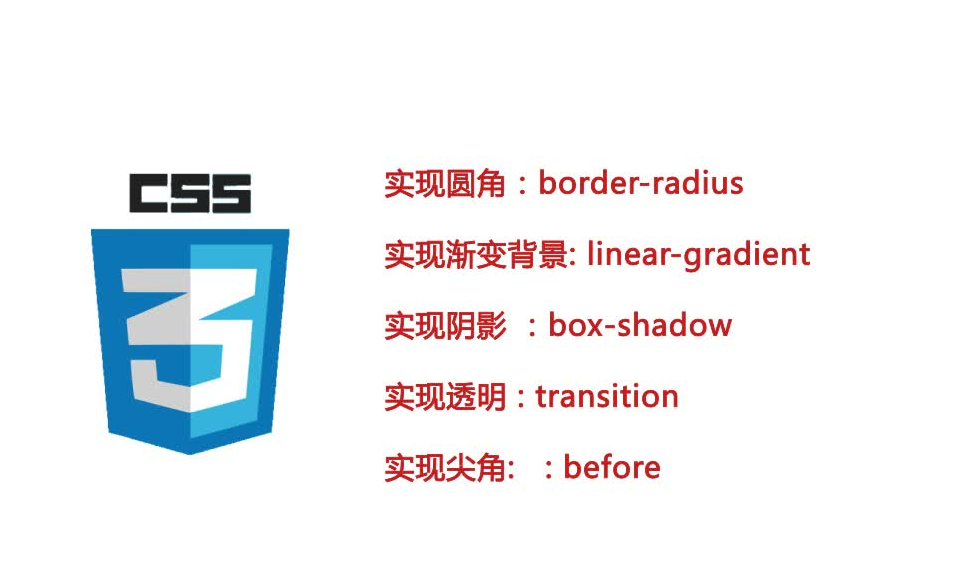 CSS
3
实现圆角：border-radius
实现渐变背景: linear-gradient
实现阴影 ：box-shadow
实现透明：transition
实现尖角: ：before